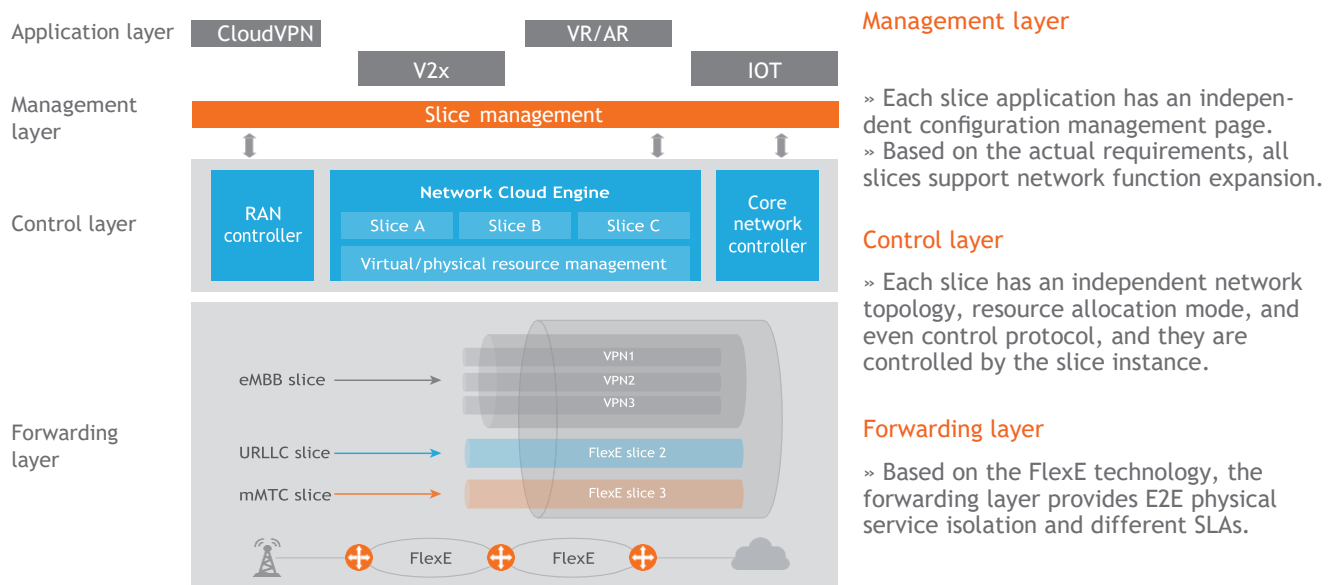 Application layer
CloudVPN
VR/AR
V2x
IOT
Management
layer
Slice management
Control layer
RAN
controller
Network Cloud Engine
Slice A
Slice B
Slice C
Virtual/physical resource management
Core
network
controller
Forwarding
layer
eMBB slice
VPN1
VPN2
VPN3
URLLC slice
FlexE slice 2
mMTC slice
FlexE slice 3
FlexE
FlexE
Management layer
» Each slice application has an indepen-
dent configuration management page.
» Based on the actual requirements, all
slices support network function expansion.
Control layer
» Each slice has an independent network
topology, resource allocation mode, and
even control protocol, and they are
controlled by the slice instance.
Forwarding layer
» Based on the FlexE technology, the
forwarding layer provides E2E physical
service isolation and different SLAs.